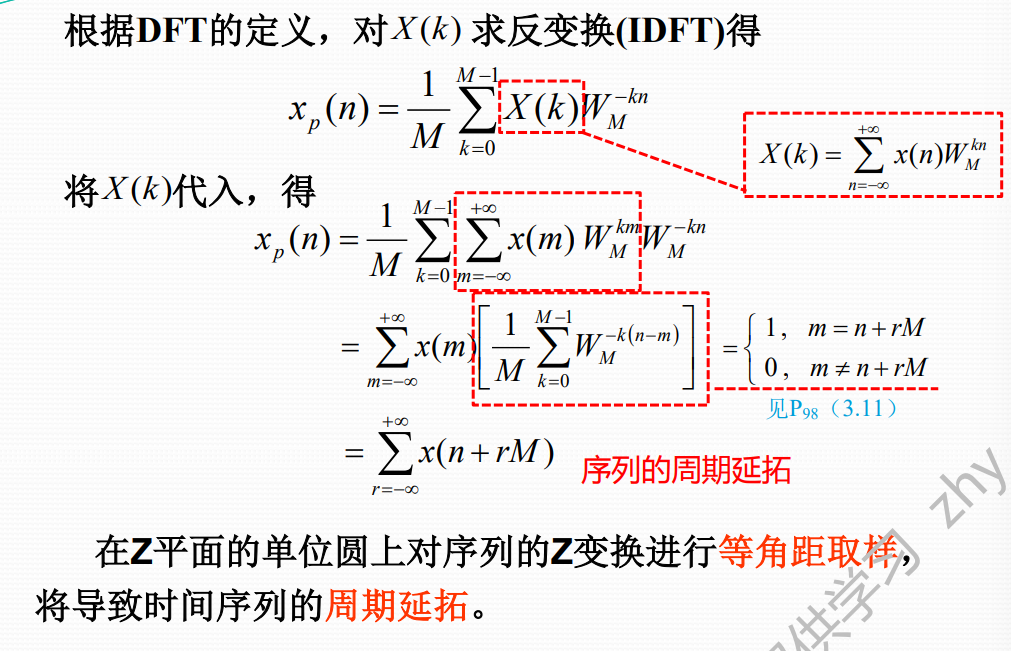 根据DFT的定义，对X(k)求反变换(IDFT)得
x_p(n) = \frac{1}{M} \sum_{k=0}^{M-1} X(k) W_M^{-kn}
X(k) = \sum_{n=-\infty}^{+\infty} x(n) W_M^{kn}
将X(k)代入，得
x_p(n) = \frac{1}{M} \sum_{k=0}^{M-1} \sum_{m=-\infty}^{+\infty} x(m) W_M^{km} W_M^{-kn}
= \sum_{m=-\infty}^{+\infty} x(m) \left[ \frac{1}{M} \sum_{k=0}^{M-1} W_M^{-k(n-m)} \right] = \begin{cases} 1, & m = n + rM \\ 0, & m \neq n + rM \end{cases}
见P_{98}（3.11）
= \sum_{r=-\infty}^{+\infty} x(n + rM)
序列的周期延拓
在Z平面的单位圆上对序列的Z变换进行等角距取样，
将导致时间序列的周期延拓。
供学习 zhy